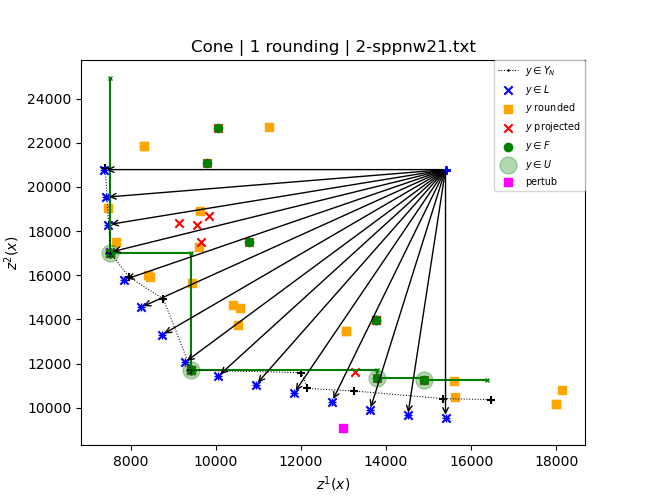 Cone | 1 rounding | 2-sppnw21.txt
y ∈ Y_N
y ∈ L
y rounded
y projected
y ∈ F
y ∈ U
pertub
24000
22000
20000
18000
16000
14000
12000
10000
z²(x)
8000 10000 12000 14000 16000 18000
z¹(x)